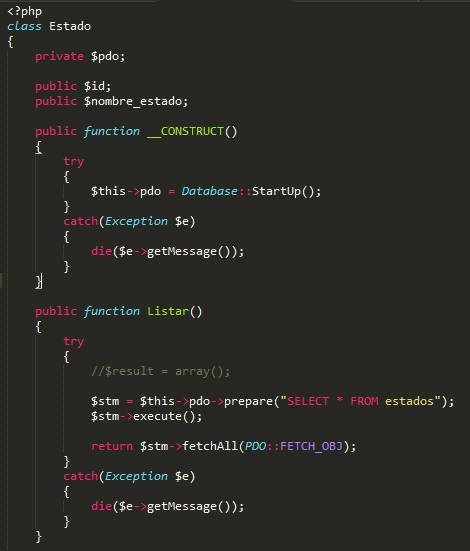 <?php
class Estado
{
    private $pdo;

    public $id;
    public $nombre_estado;

    public function __CONSTRUCT()
    {
        try
        {
            $this->pdo = Database::StartUp();
        }
        catch(Exception $e)
        {
            die($e->getMessage());
        }
    }

    public function Listar()
    {
        try
        {
            //$result = array();

            $stm = $this->pdo->prepare("SELECT * FROM estados");
            $stm->execute();

            return $stm->fetchAll(PDO::FETCH_OBJ);
        }
        catch(Exception $e)
        {
            die($e->getMessage());
        }
    }